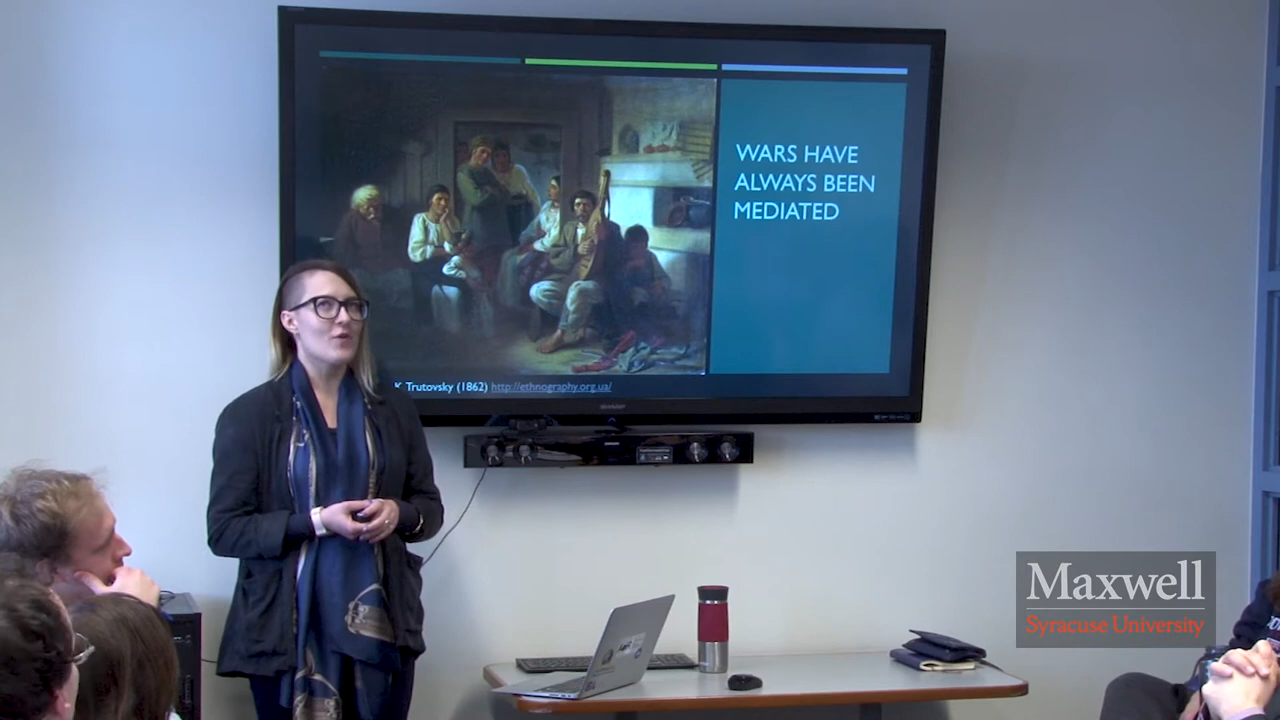 WARS HAVE
ALWAYS BEEN
MEDIATED
K. Trutovsky (1862) http://ethnography.org.ua/
Maxwell
Syracuse University